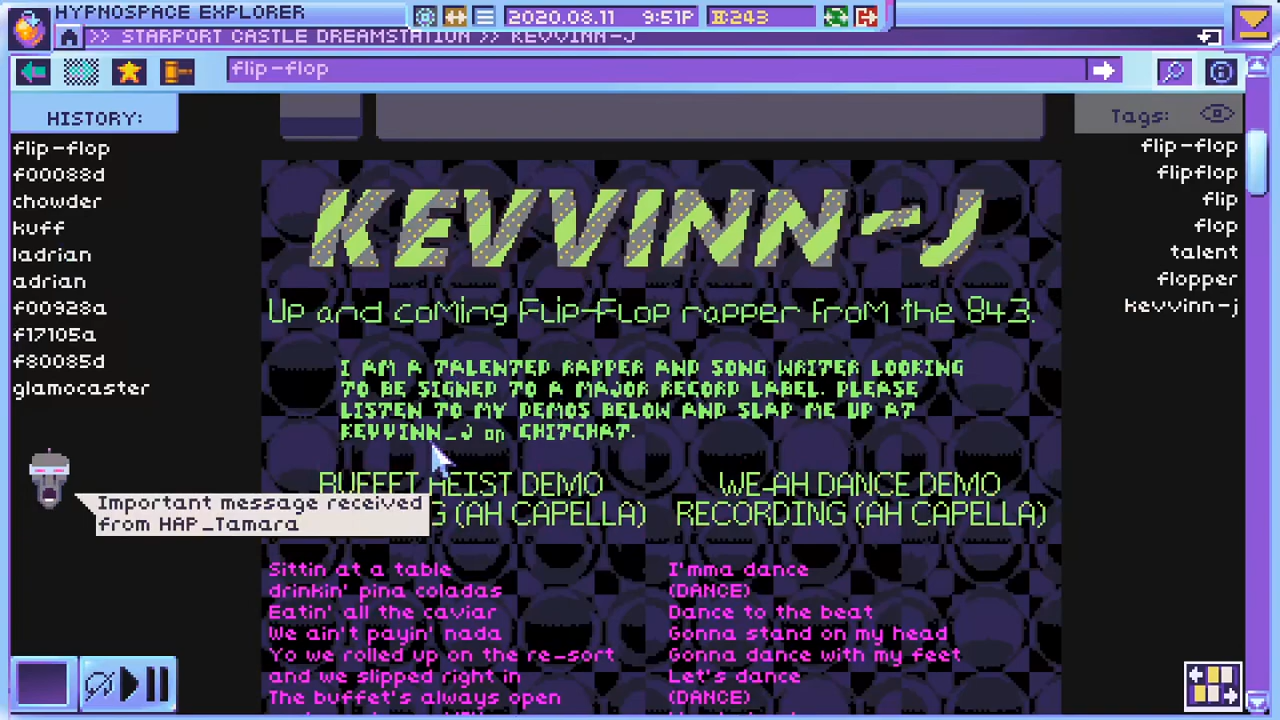 HYPNOSPACE EXPLORER
2020.08.11 9:51P
243
>> STARPORT CASTLE DREAMSTATION >> KEVVINN-J
flip-flop
HISTORY:
flip-flop
f00088d
chowder
kuff
ladrian
adrian
f00928a
f17105a
f80085d
glamocaster
Important message received
from HAP_Tamara
KEVVINN-J
Up and coming Flip-Flop rapper from the 843.
I AM A TALENTED RAPPER AND SONG WRITER LOOKING
TO BE SIGNED TO A MAJOR RECORD LABEL. PLEASE
LISTEN TO MY DEMOS BELOW AND SLAP ME UP AT
KEVVINN_J on CHITCHAT.
BUFFET HEIST DEMO
G (AH CAPELLA)
Sittin at a table
drinkin' pina coladas
Eatin' all the caviar
We ain't payin' nada
Yo we rolled up on the re-sort
and we slipped right in
The buffet's always open
WE-AH DANCE DEMO
RECORDING (AH CAPELLA)
I'mma dance
(DANCE)
Dance to the beat
Gonna stand on my head
Gonna dance with my feet
Let's dance
(DANCE)
Tags:
flip-flop
flipflop
flip
flop
talent
flopper
kevvinn-j